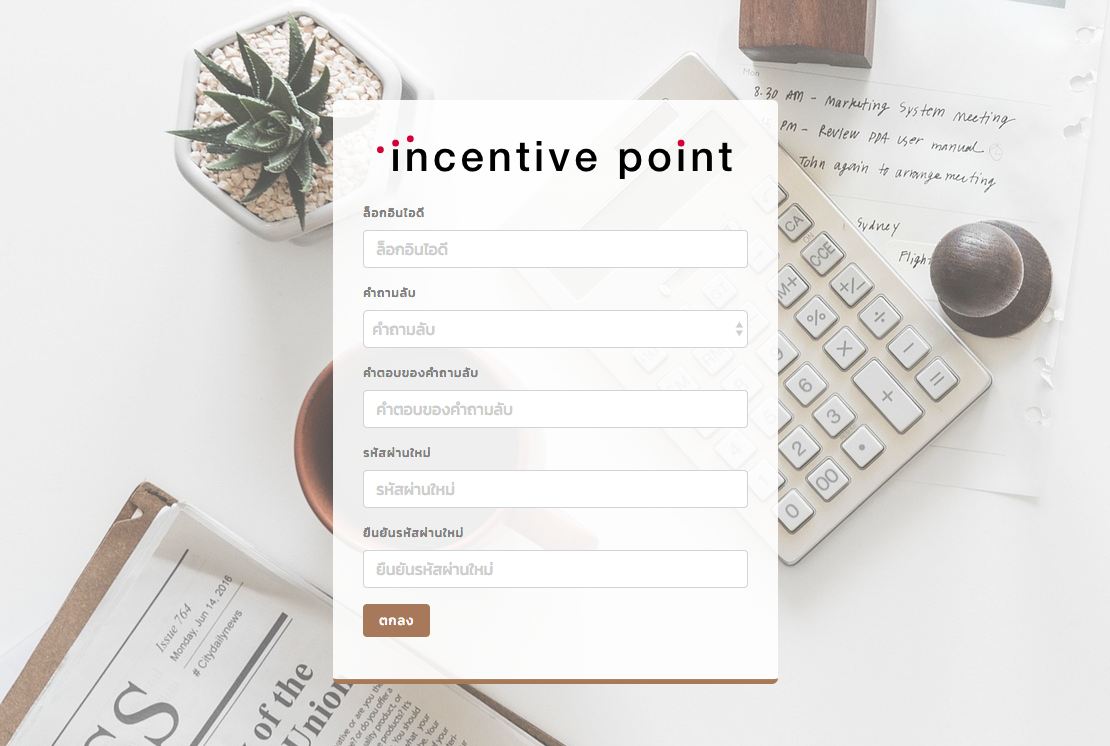 incentive point
ล็อกอินไอดี
ล็อกอินไอดี
คำถามลับ
คำถามลับ
คำตอบของคำถามลับ
คำตอบของคำถามลับ
รหัสผ่านใหม่
รหัสผ่านใหม่
ยืนยันรหัสผ่านใหม่
ยืนยันรหัสผ่านใหม่
ตกลง
Mon
8.30 AM - Marketing System meeting
PM - Review PDA user manual
John again to arrange meeting
Sydney
Flight
CA
ON
C·CE
M+
+/-
%
÷
×
−
=
9
6
+
3
2
•
00
0
Issue 764
Monday, Jun 14, 2016
# Citydailynews
of the
Union